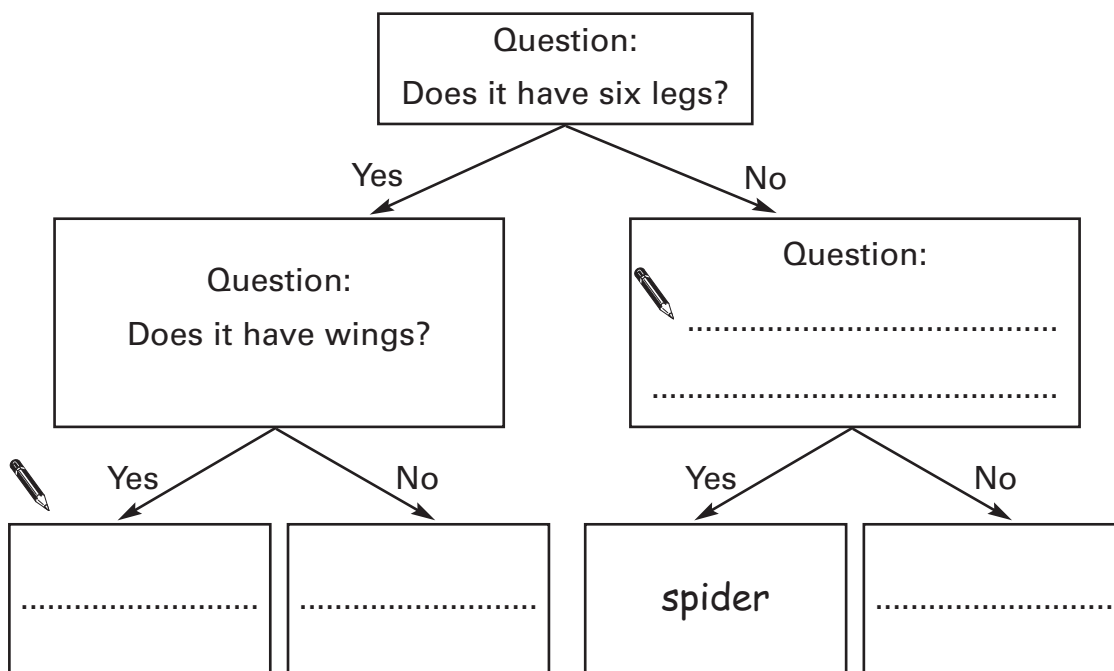 Question:
Does it have six legs?
Yes
No
Question:
Does it have wings?
Question:
..........................................
..............................................
Yes
No
Yes
No
...........................
...........................
spider
...........................